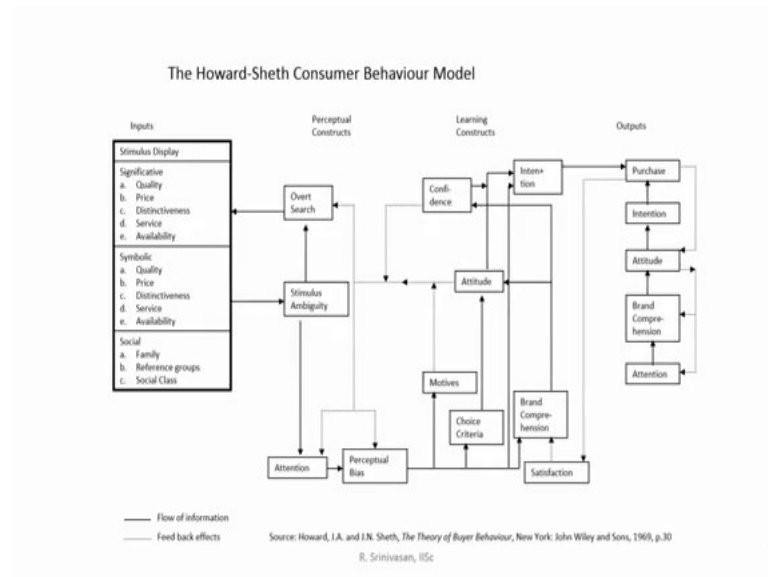 The Howard-Sheth Consumer Behaviour Model
Inputs
Perceptual
Constructs
Learning
Constructs
Outputs
Stimulus Display
Significative
a. Quality
b. Price
c. Distinctiveness
d. Service
e. Availability
Symbolic
a. Quality
b. Price
c. Distinctiveness
d. Service
e. Availability
Social
a. Family
b. Reference groups
c. Social Class
Overt
Search
Stimulus
Ambiguity
Attention
Perceptual
Bias
Confi-
dence
Inten+
tion
Attitude
Motives
Choice
Criteria
Brand
Compre-
hension
Satisfaction
Purchase
Intention
Attitude
Brand
Compre-
hension
Attention
Flow of information
Feed back effects
Source: Howard, J.A. and J.N. Sheth, The Theory of Buyer Behaviour, New York: John Wiley and Sons, 1969, p.30
R. Srinivasan, IISc